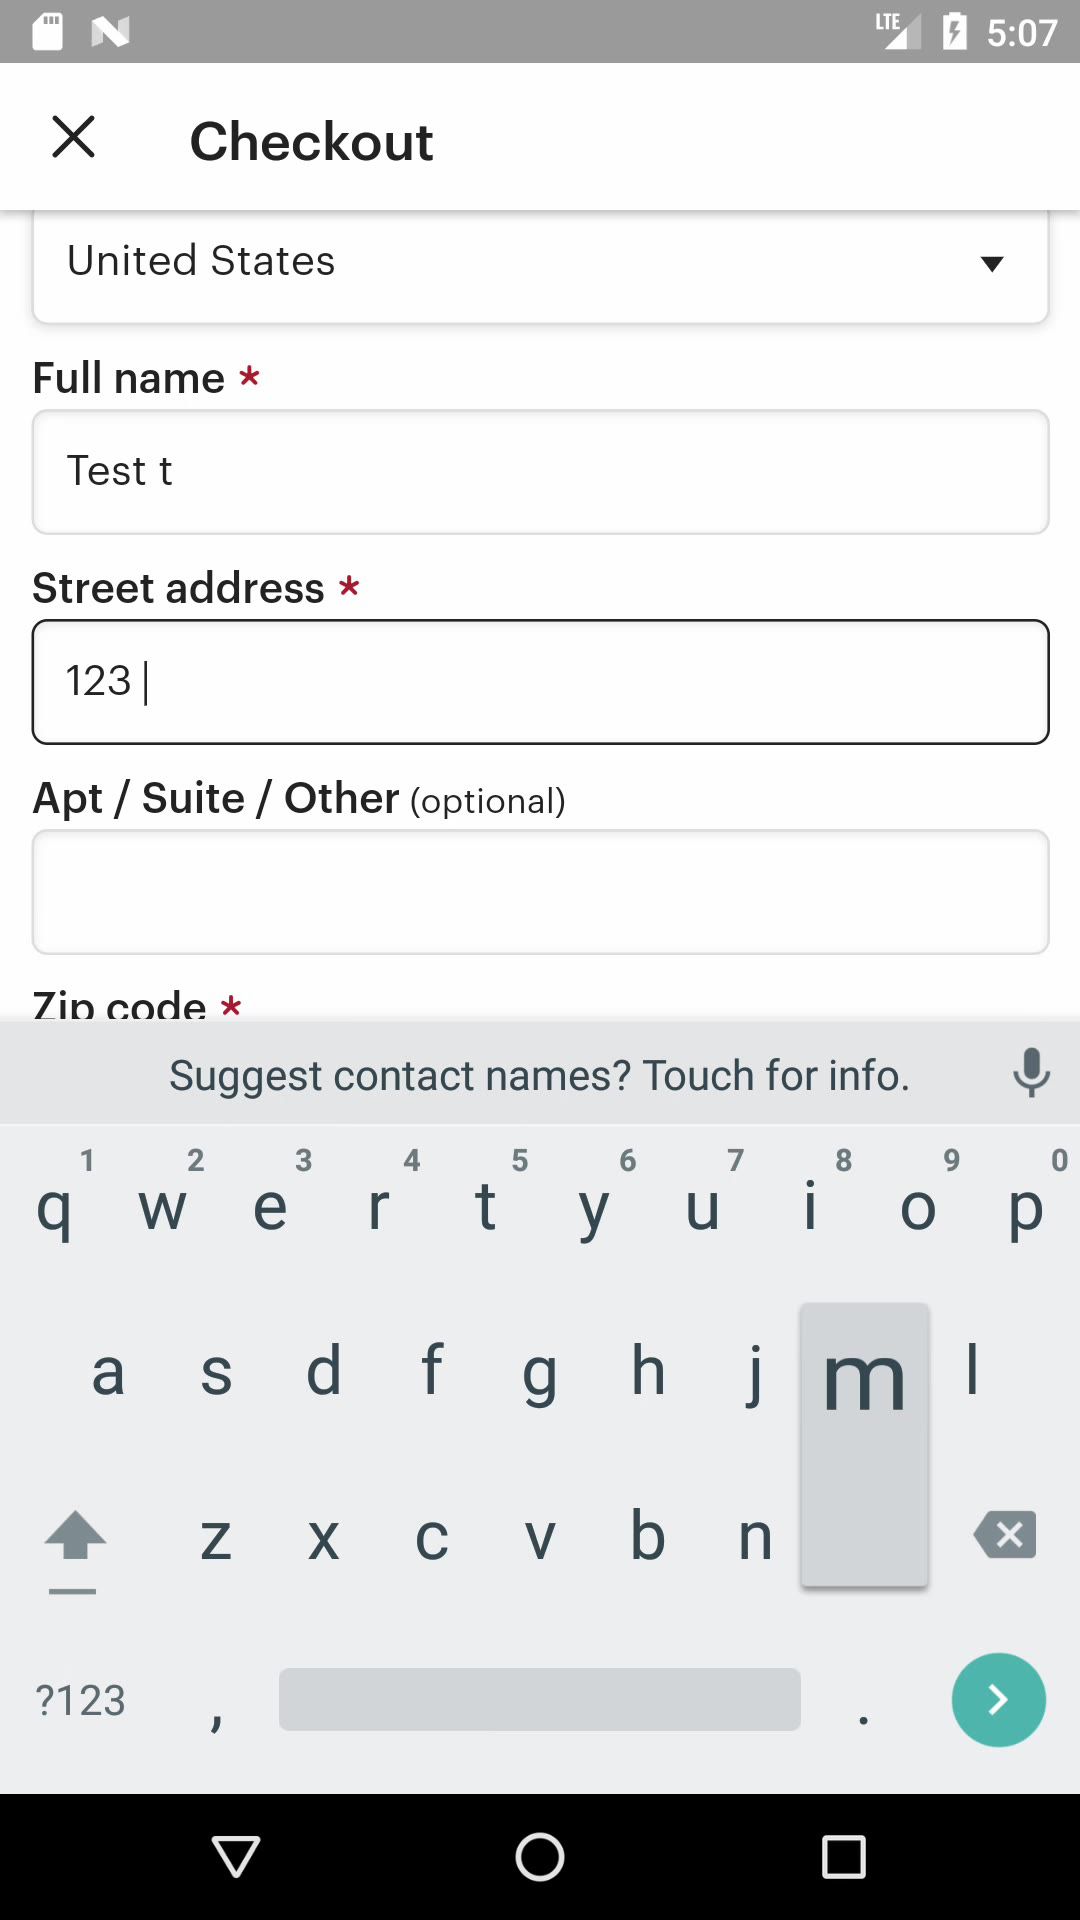 LTE 5:07
Checkout
United States
Full name *
Test t
Street address *
123
Apt / Suite / Other (optional)
Zip code *
Suggest contact names? Touch for info.
1 2 3 4 5 6 7 8 9 0
q w e r t y u i o p
a s d f g h j m l
z x c v b n
?123 , .